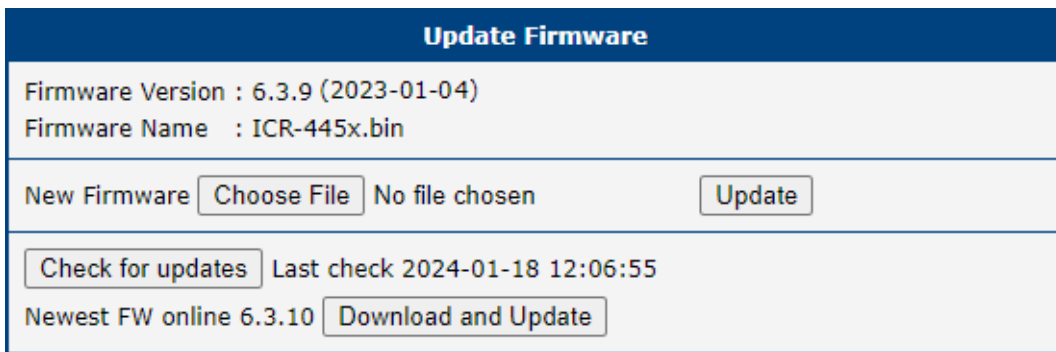 Update Firmware
Firmware Version : 6.3.9 (2023-01-04)
Firmware Name : ICR-445x.bin
New Firmware Choose File No file chosen Update
Check for updates Last check 2024-01-18 12:06:55
Newest FW online 6.3.10 Download and Update